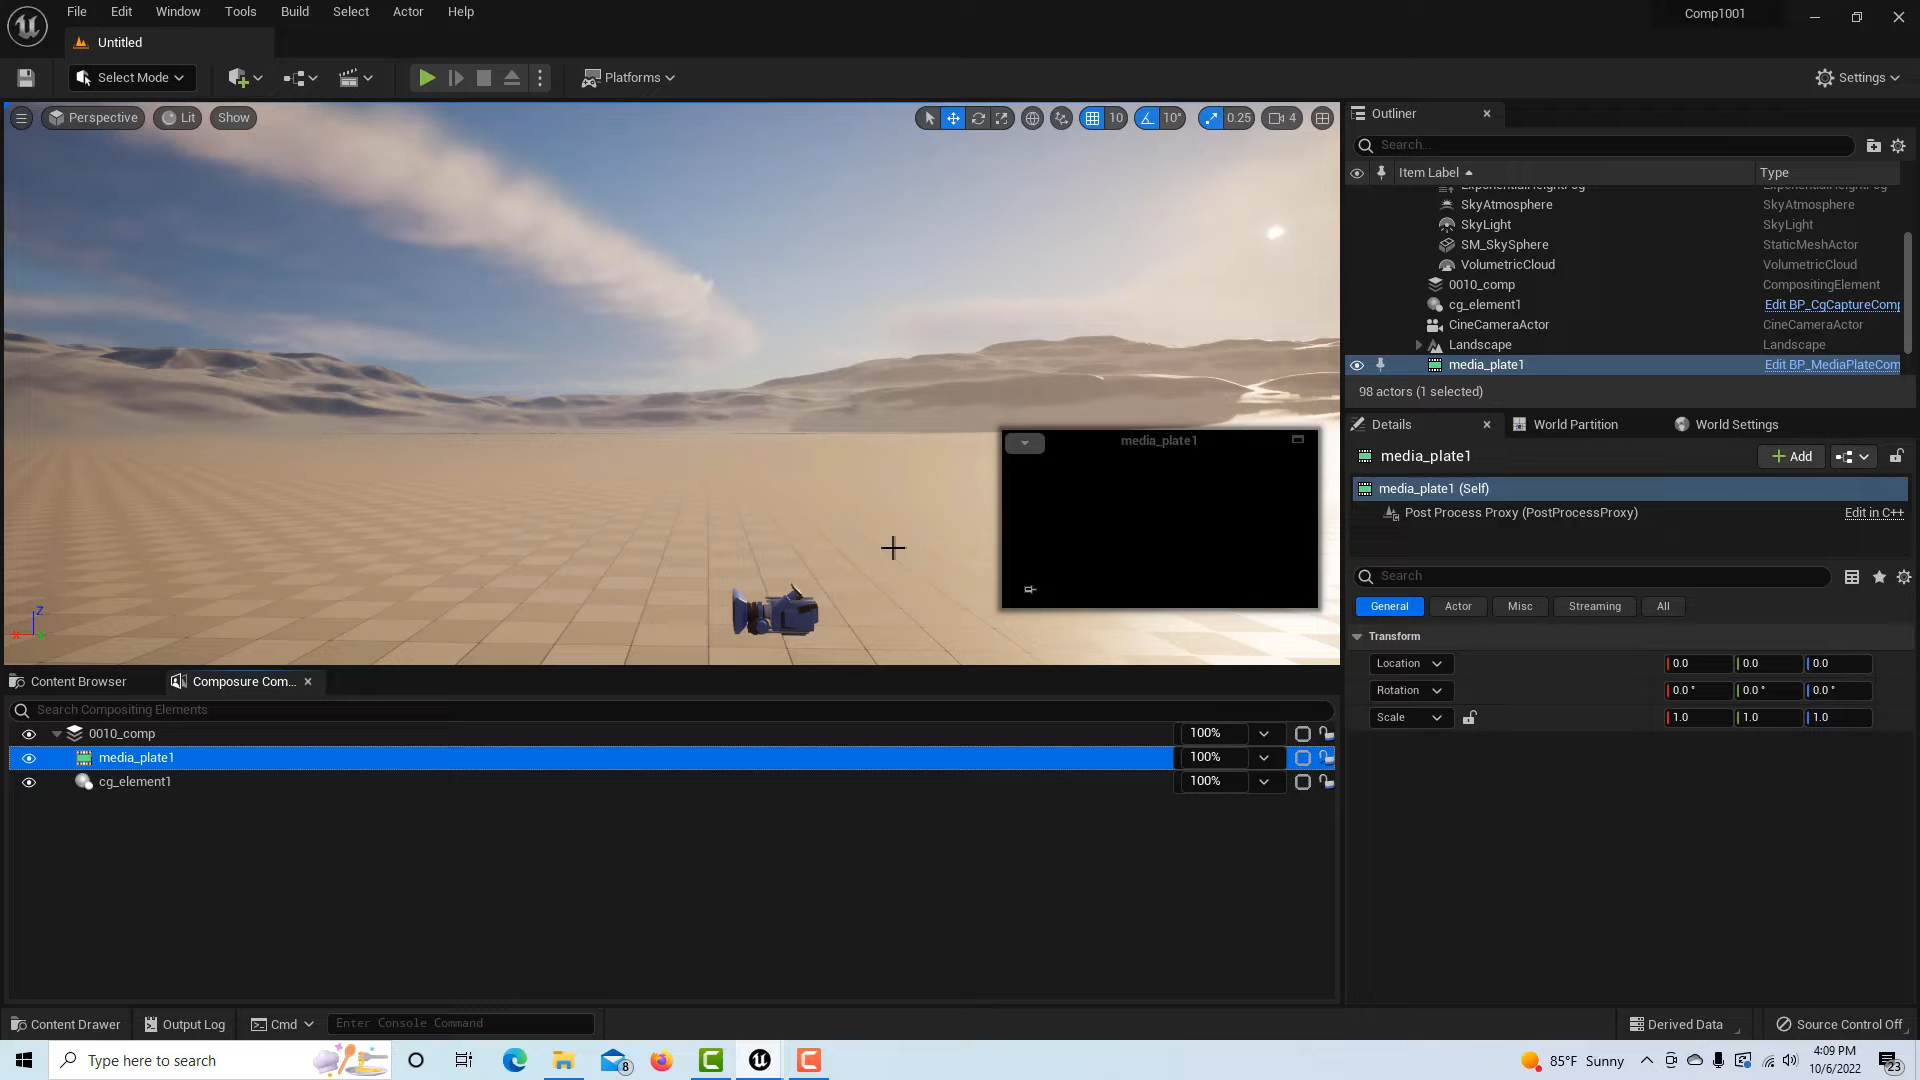 File Edit Window Tools Build Select Actor Help
Comp1001
Untitled
Select Mode
Platforms
Settings
Perspective Lit Show
10 10° 0.25 4
Outliner
Search...
Item Label Type
ExponentialHeightFog ExponentialHeightFog
SkyAtmosphere SkyAtmosphere
SkyLight SkyLight
SM_SkySphere StaticMeshActor
VolumetricCloud VolumetricCloud
0010_comp CompositingElement
cg_element1 Edit BP_CgCaptureComp
CineCameraActor CineCameraActor
Landscape Landscape
media_plate1 Edit BP_MediaPlateCom
98 actors (1 selected)
Details World Partition World Settings
media_plate1
Add
media_plate1 (Self)
Post Process Proxy (PostProcessProxy) Edit in C++
Search
General Actor Misc Streaming All
Transform
Location 0.0 0.0 0.0
Rotation 0.0 ° 0.0 ° 0.0 °
Scale 1.0 1.0 1.0
media_plate1
Z
X
Content Browser Composure Com...
Search Compositing Elements
0010_comp 100%
media_plate1 100%
cg_element1 100%
Content Drawer Output Log Cmd Enter Console Command
Derived Data Source Control Off
Type here to search
8
85°F Sunny
4:09 PM
10/6/2022
23